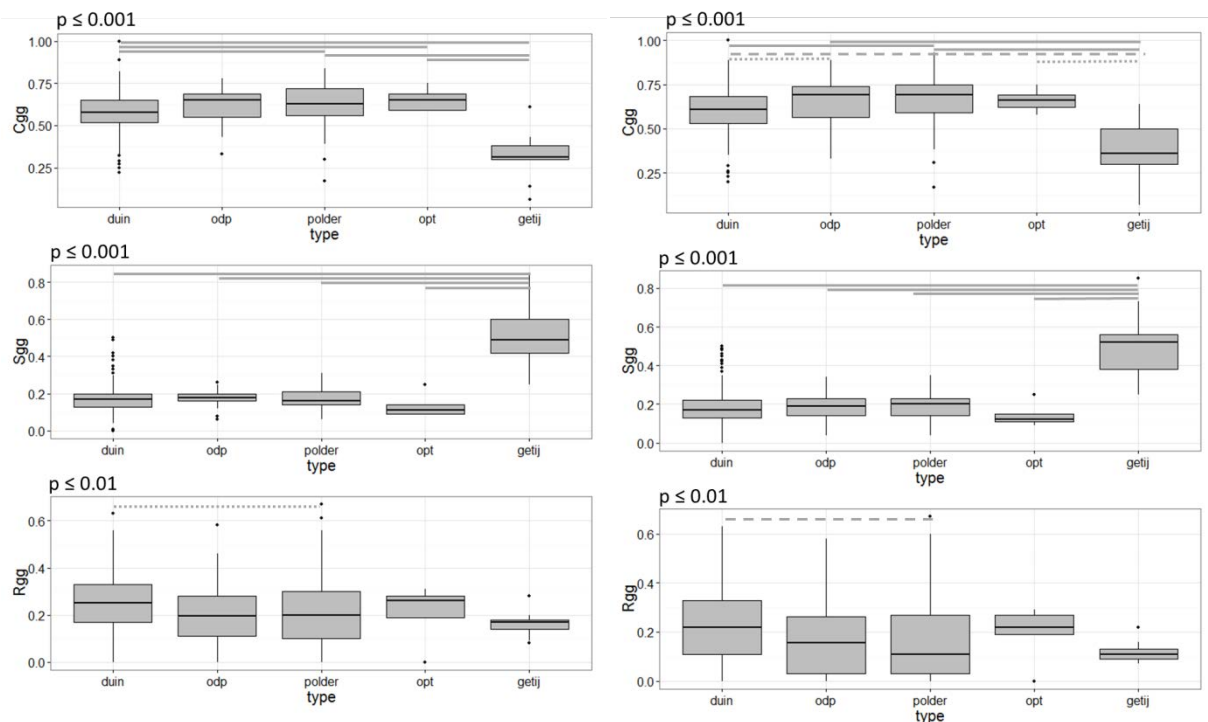 p ≤ 0.001
1.00
0.75
0.50
0.25
Cgg
duin odp polder opt getij
type
p ≤ 0.001
1.00
0.75
0.50
0.25
Cgg
duin odp polder opt getij
type
p ≤ 0.001
0.8
0.6
0.4
0.2
0.0
Sgg
duin odp polder opt getij
type
p ≤ 0.001
0.8
0.6
0.4
0.2
0.0
Sgg
duin odp polder opt getij
type
p ≤ 0.01
0.6
0.4
0.2
0.0
Rgg
duin odp polder opt getij
type
p ≤ 0.01
0.6
0.4
0.2
0.0
Rgg
duin odp polder opt getij
type